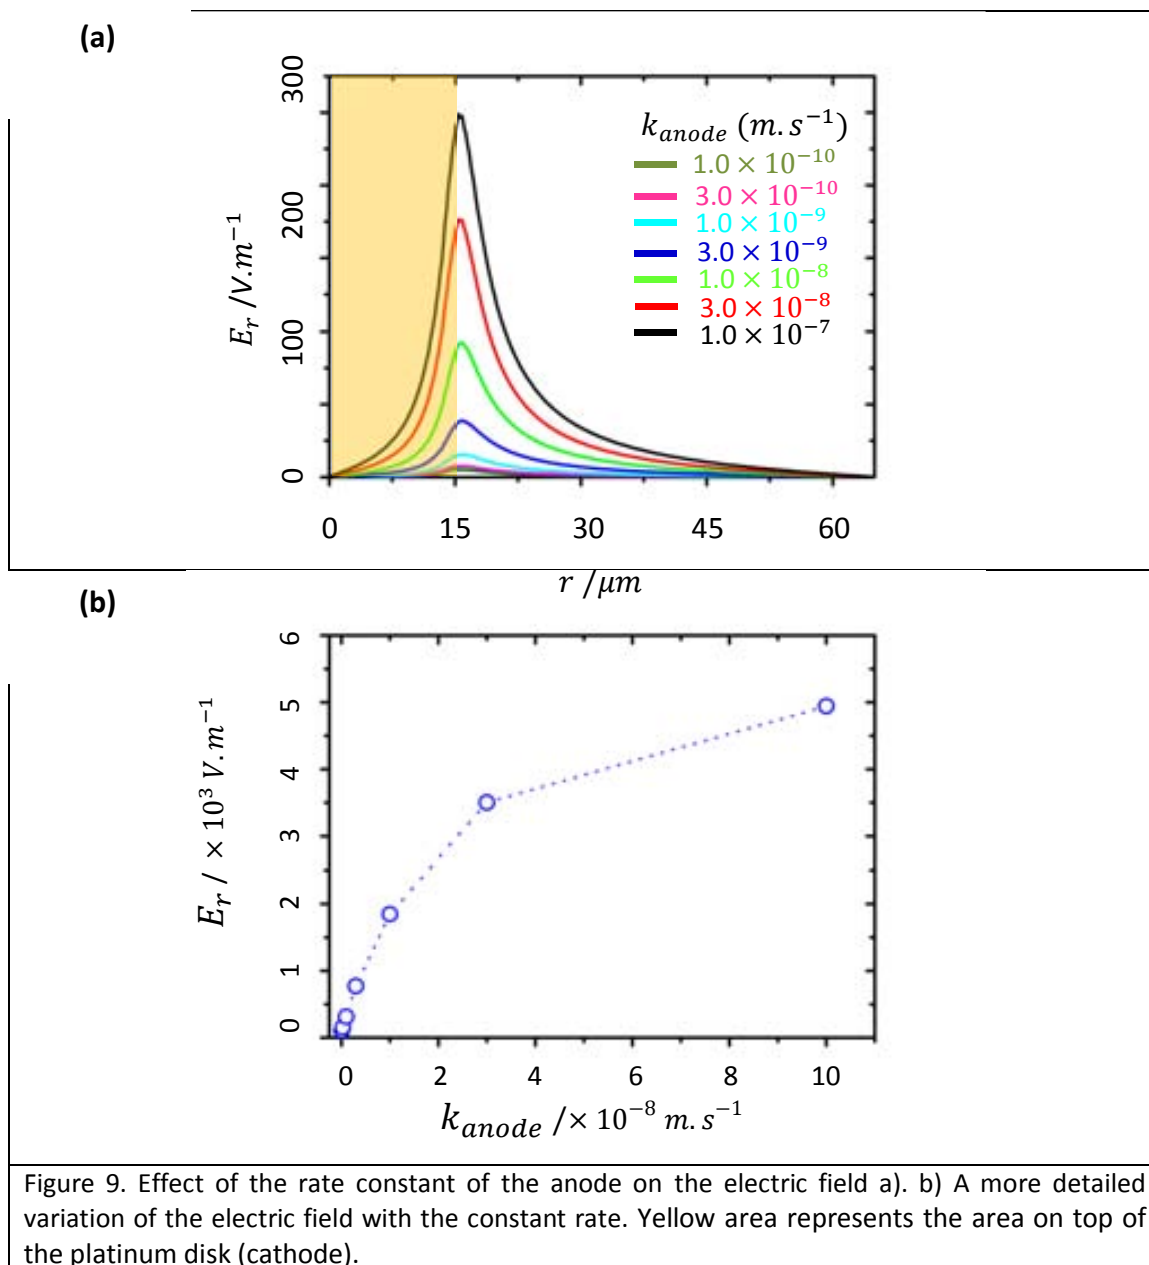 (a)
300
200
100
0
E_r /V.m⁻¹
k_anode (m.s⁻¹)
1.0 × 10⁻¹⁰
3.0 × 10⁻¹⁰
1.0 × 10⁻⁹
3.0 × 10⁻⁹
1.0 × 10⁻⁸
3.0 × 10⁻⁸
1.0 × 10⁻⁷
0 15 30 45 60
r /μm
(b)
6
5
4
3
2
1
0
E_r / × 10³ V.m⁻¹
0 2 4 6 8 10
k_anode /× 10⁻⁸ m.s⁻¹
Figure 9. Effect of the rate constant of the anode on the electric field a). b) A more detailed
variation of the electric field with the constant rate. Yellow area represents the area on top of
the platinum disk (cathode).